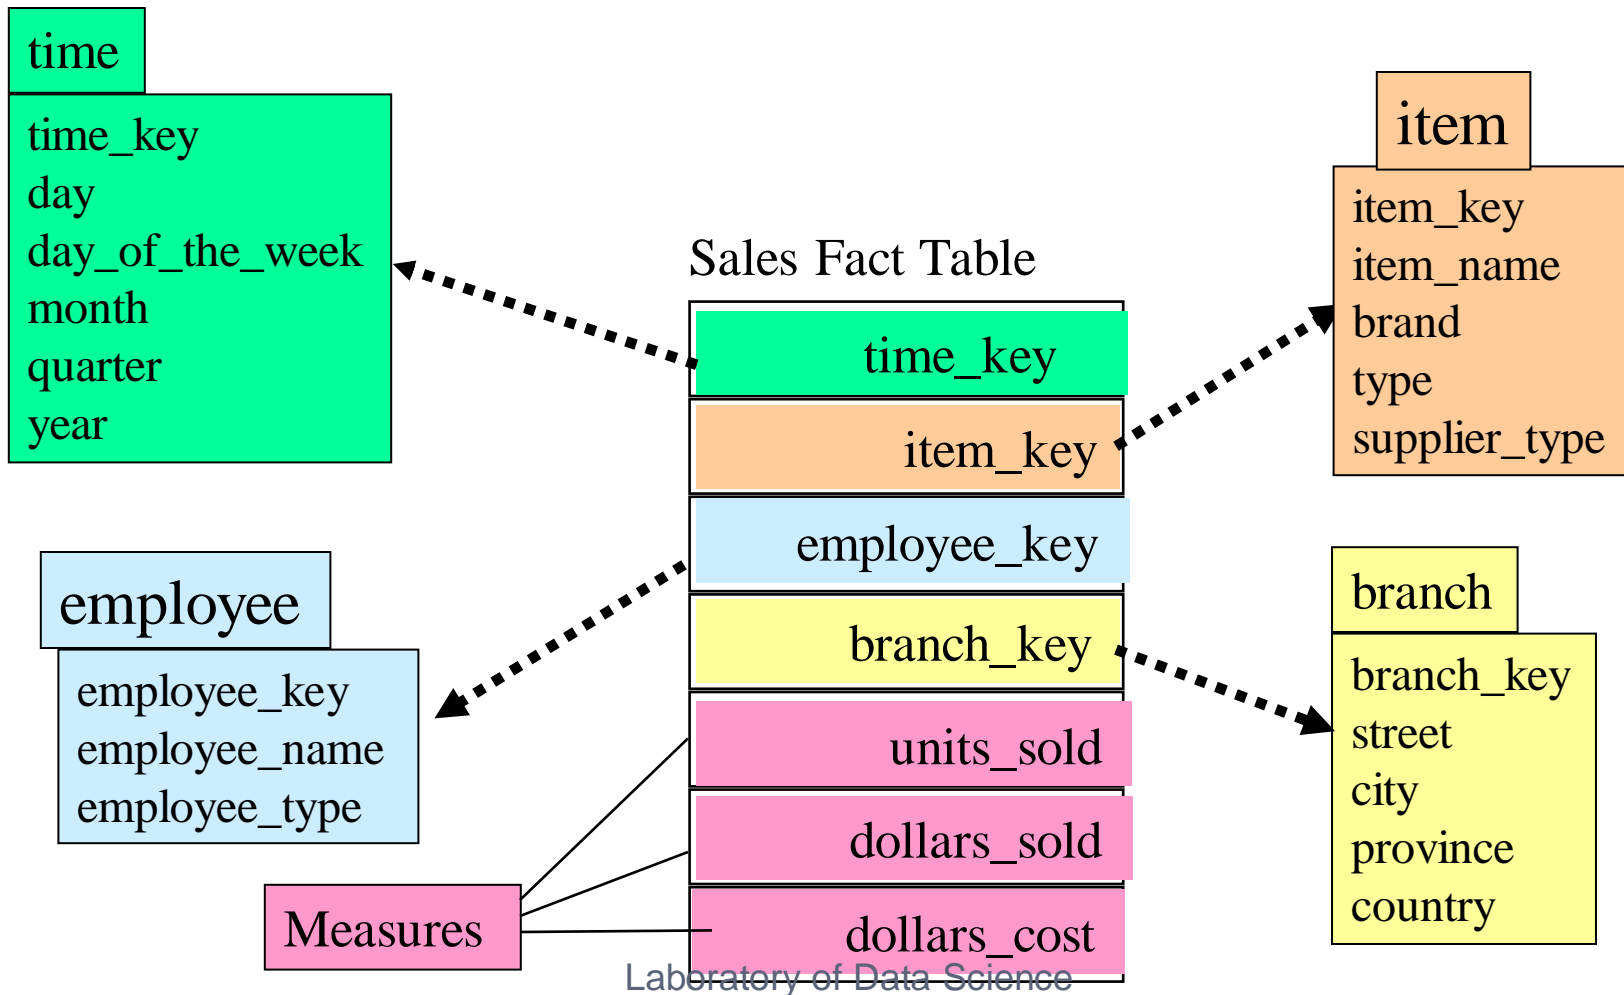 time
time_key
day
day_of_the_week
month
quarter
year
item
item_key
item_name
brand
type
supplier_type
Sales Fact Table
time_key
item_key
employee_key
branch_key
units_sold
dollars_sold
dollars_cost
employee
employee_key
employee_name
employee_type
branch
branch_key
street
city
province
country
Measures
Laboratory of Data Science